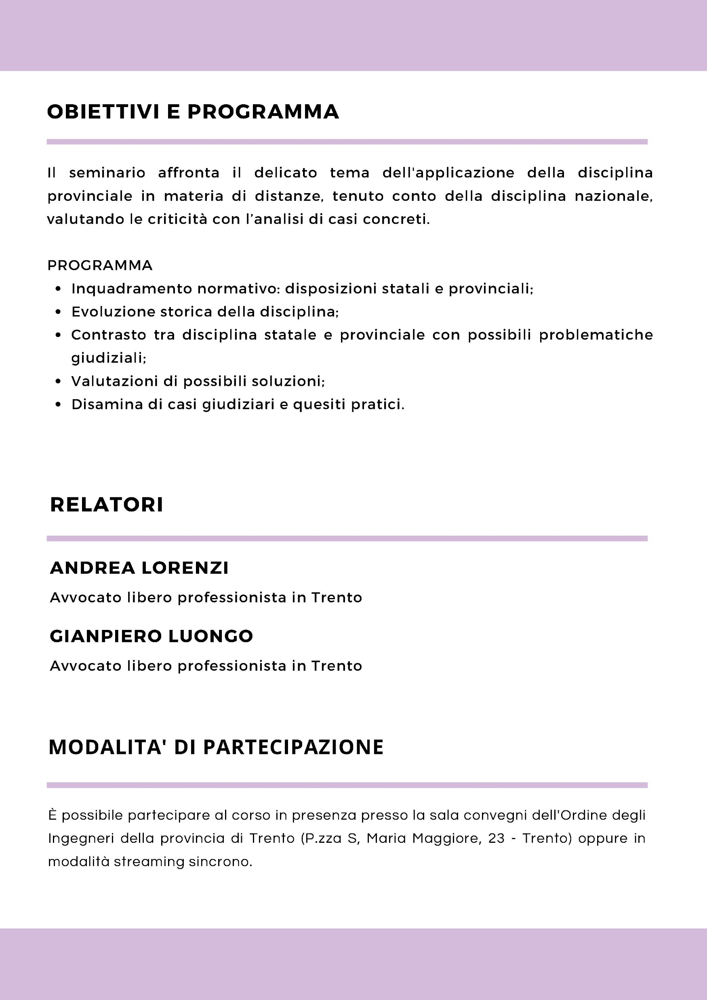 OBIETTIVI E PROGRAMMA
Il seminario affronta il delicato tema dell'applicazione della disciplina
provinciale in materia di distanze, tenuto conto della disciplina nazionale,
valutando le criticità con l’analisi di casi concreti.
PROGRAMMA
• Inquadramento normativo: disposizioni statali e provinciali;
• Evoluzione storica della disciplina;
• Contrasto tra disciplina statale e provinciale con possibili problematiche
giudiziali;
• Valutazioni di possibili soluzioni;
• Disamina di casi giudiziari e quesiti pratici.
RELATORI
ANDREA LORENZI
Avvocato libero professionista in Trento
GIANPIERO LUONGO
Avvocato libero professionista in Trento
MODALITA' DI PARTECIPAZIONE
È possibile partecipare al corso in presenza presso la sala convegni dell'Ordine degli
Ingegneri della provincia di Trento (P.zza S, Maria Maggiore, 23 - Trento) oppure in
modalità streaming sincrono.